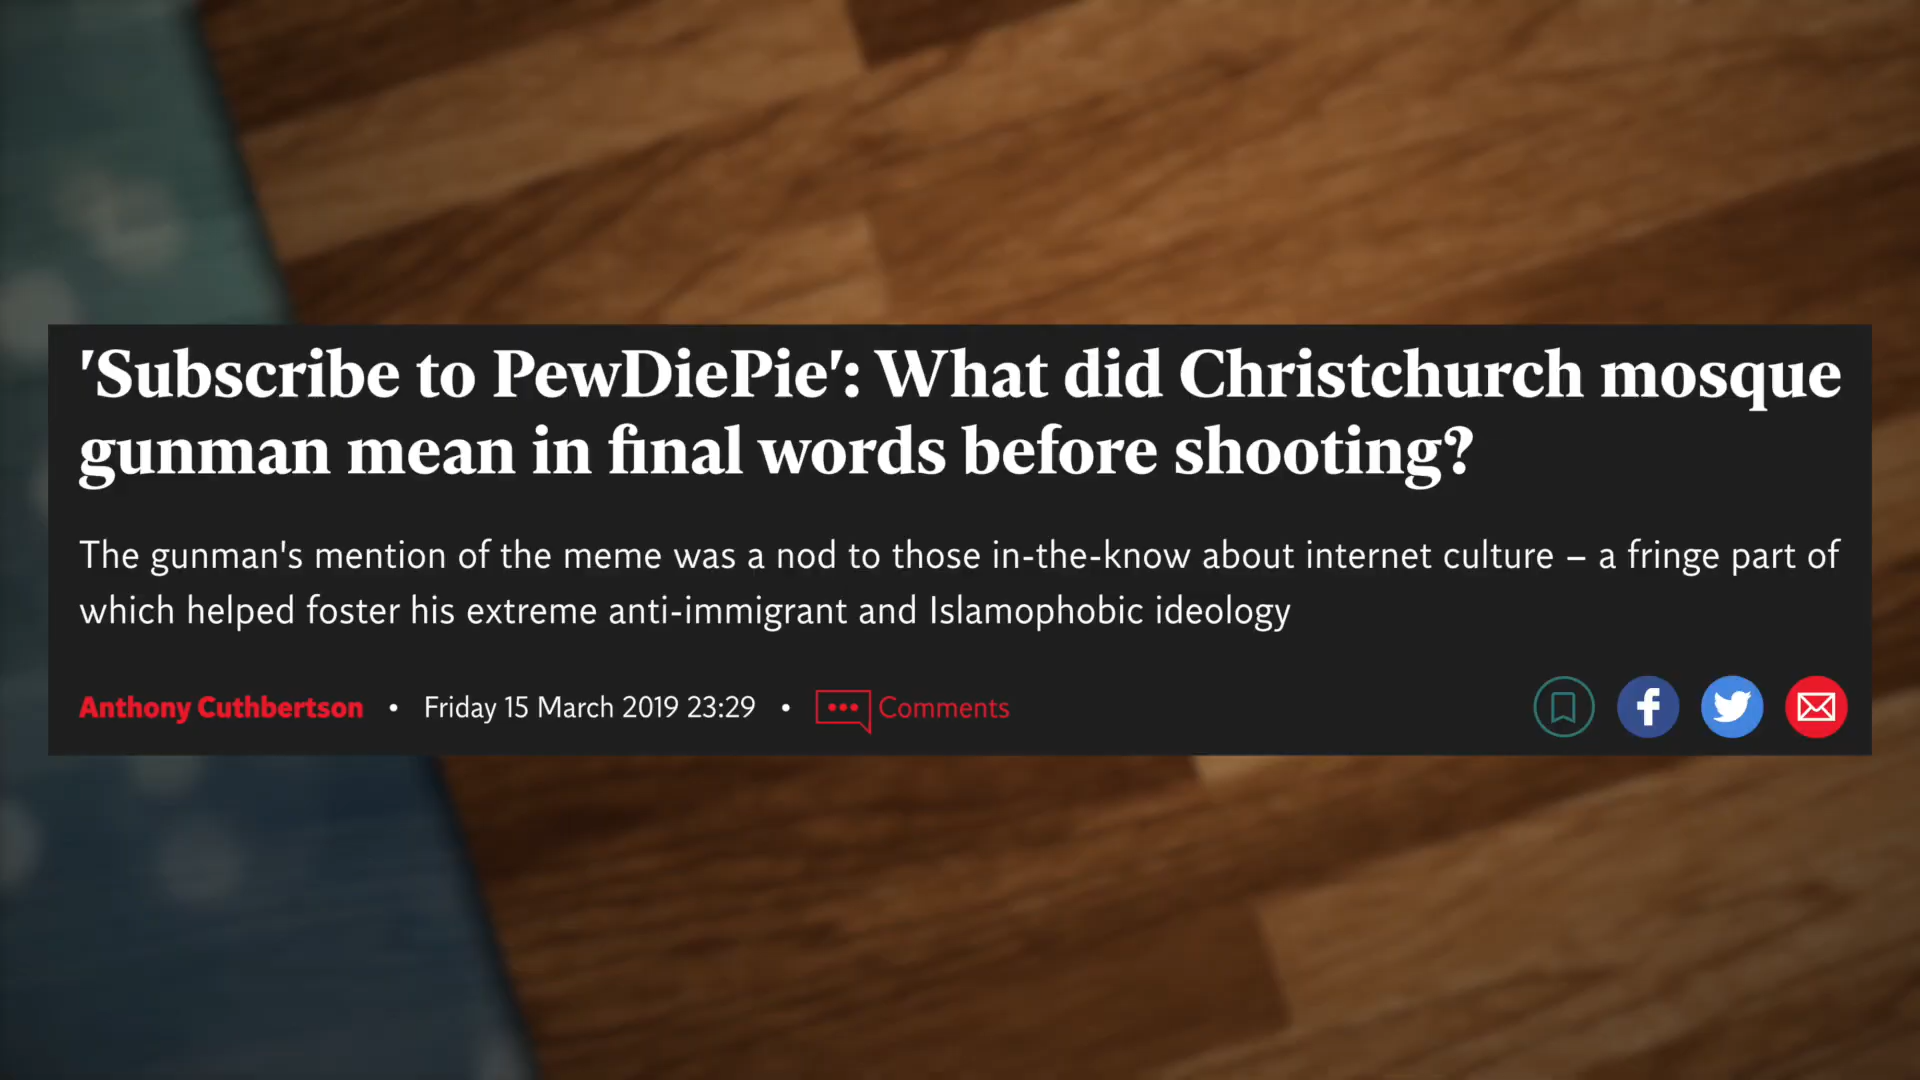 'Subscribe to PewDiePie': What did Christchurch mosque
gunman mean in final words before shooting?
The gunman's mention of the meme was a nod to those in-the-know about internet culture – a fringe part of
which helped foster his extreme anti-immigrant and Islamophobic ideology
Anthony Cuthbertson • Friday 15 March 2019 23:29 • Comments